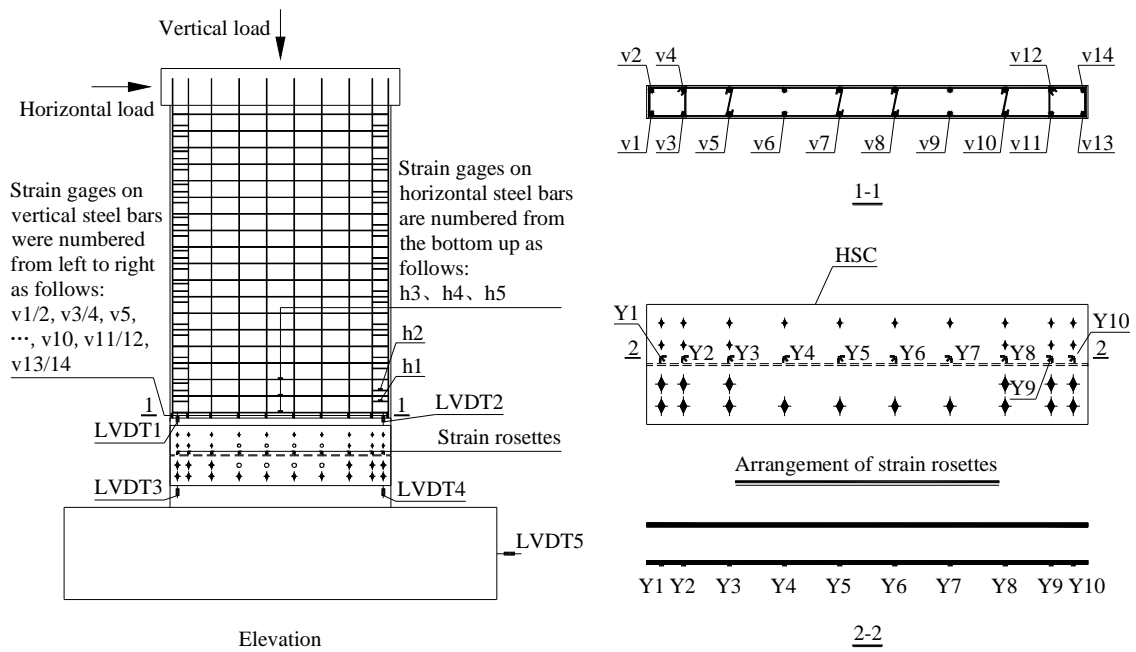 Vertical load
Horizontal load
Strain gages on
vertical steel bars
were numbered
from left to right
as follows:
v1/2, v3/4, v5,
…, v10, v11/12,
v13/14
Strain gages on
horizontal steel bars
are numbered from
the bottom up as
follows:
h3、h4、h5
h2
h1
1
1
LVDT1
LVDT2
Strain rosettes
LVDT3
LVDT4
LVDT5
Elevation
v2 v4 v12 v14
v1 v3 v5 v6 v7 v8 v9 v10 v11 v13
1-1
HSC
Y1 Y10
2 Y2 Y3 Y4 Y5 Y6 Y7 Y8 2
Y9
Arrangement of strain rosettes
Y1 Y2 Y3 Y4 Y5 Y6 Y7 Y8 Y9 Y10
2-2